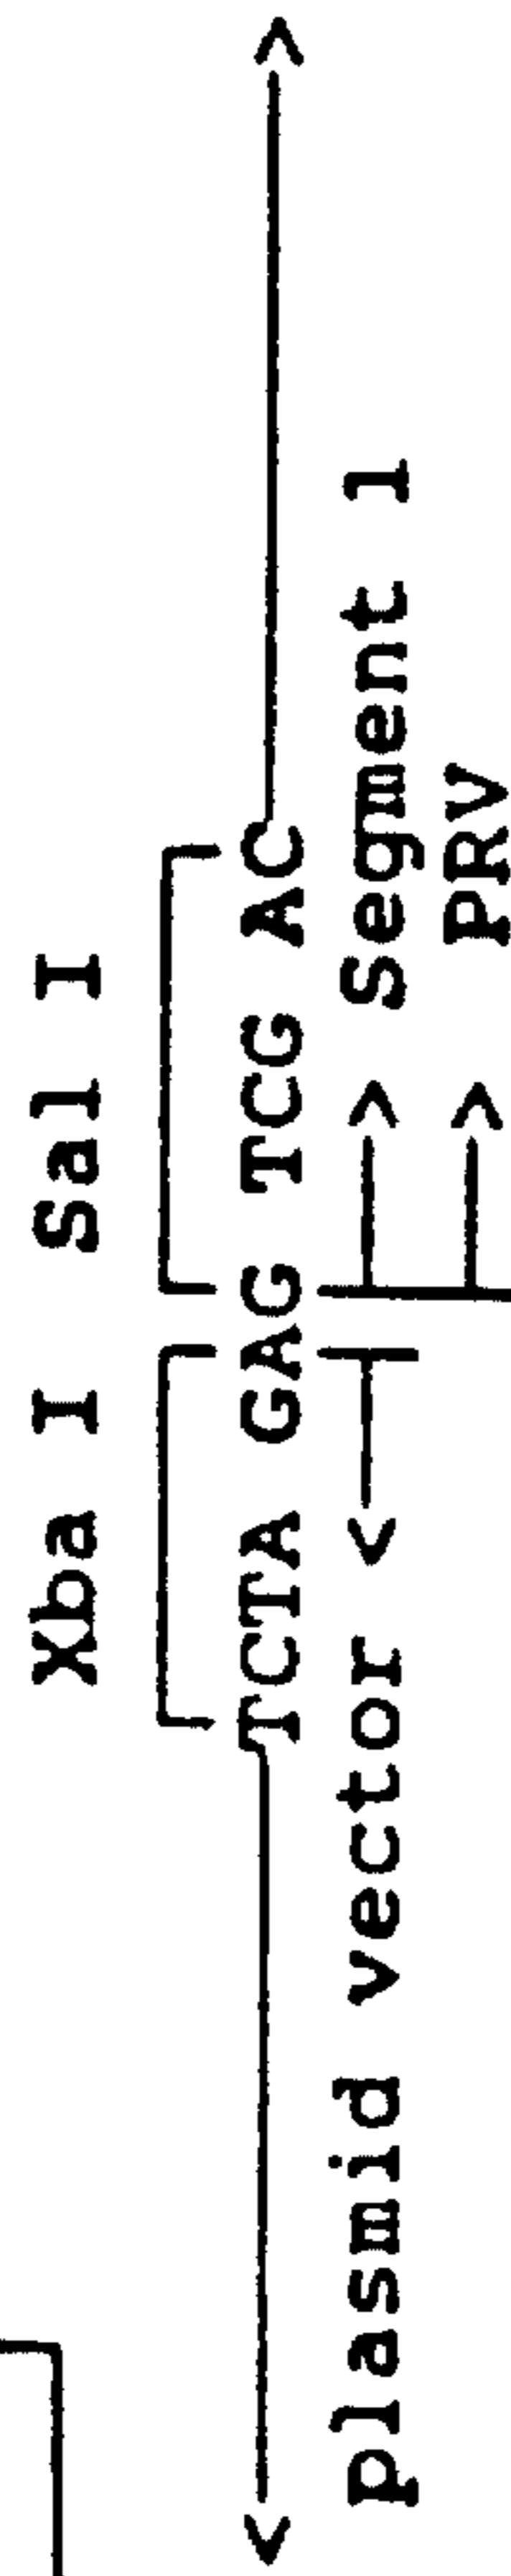 Xba I Sal I
TCTA GAG TCG AC
plasmid vector Segment 1
PRV